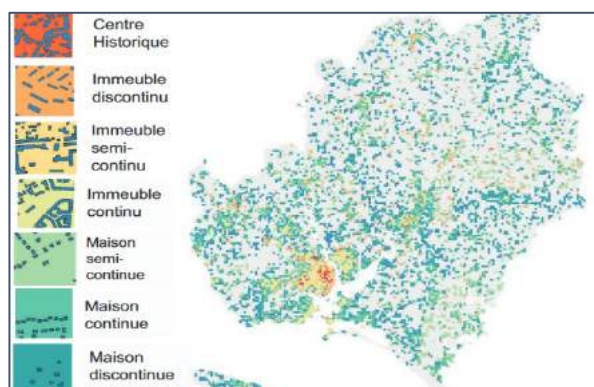 Centre
Historique
Immeuble
discontinu
Immeuble
semi-
continu
Immeuble
continu
Maison
semi-
continue
Maison
continue
Maison
discontinue